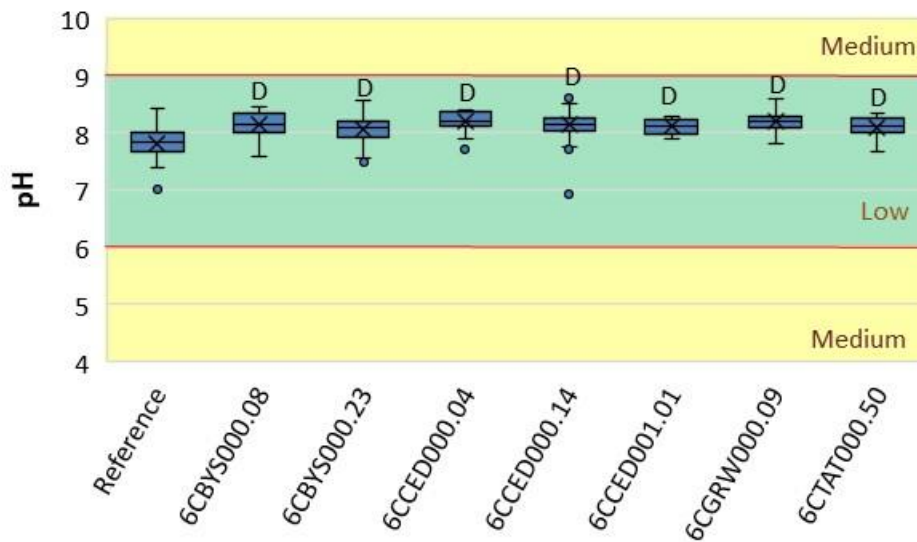 10
Medium
9
D D D D D D D
8
7
Low
6
5
Medium
4
pH
Reference
6CBYS000.08
6CBYS000.23
6CCED000.04
6CCED000.14
6CCED001.01
6CGRW000.09
6CTAT000.50